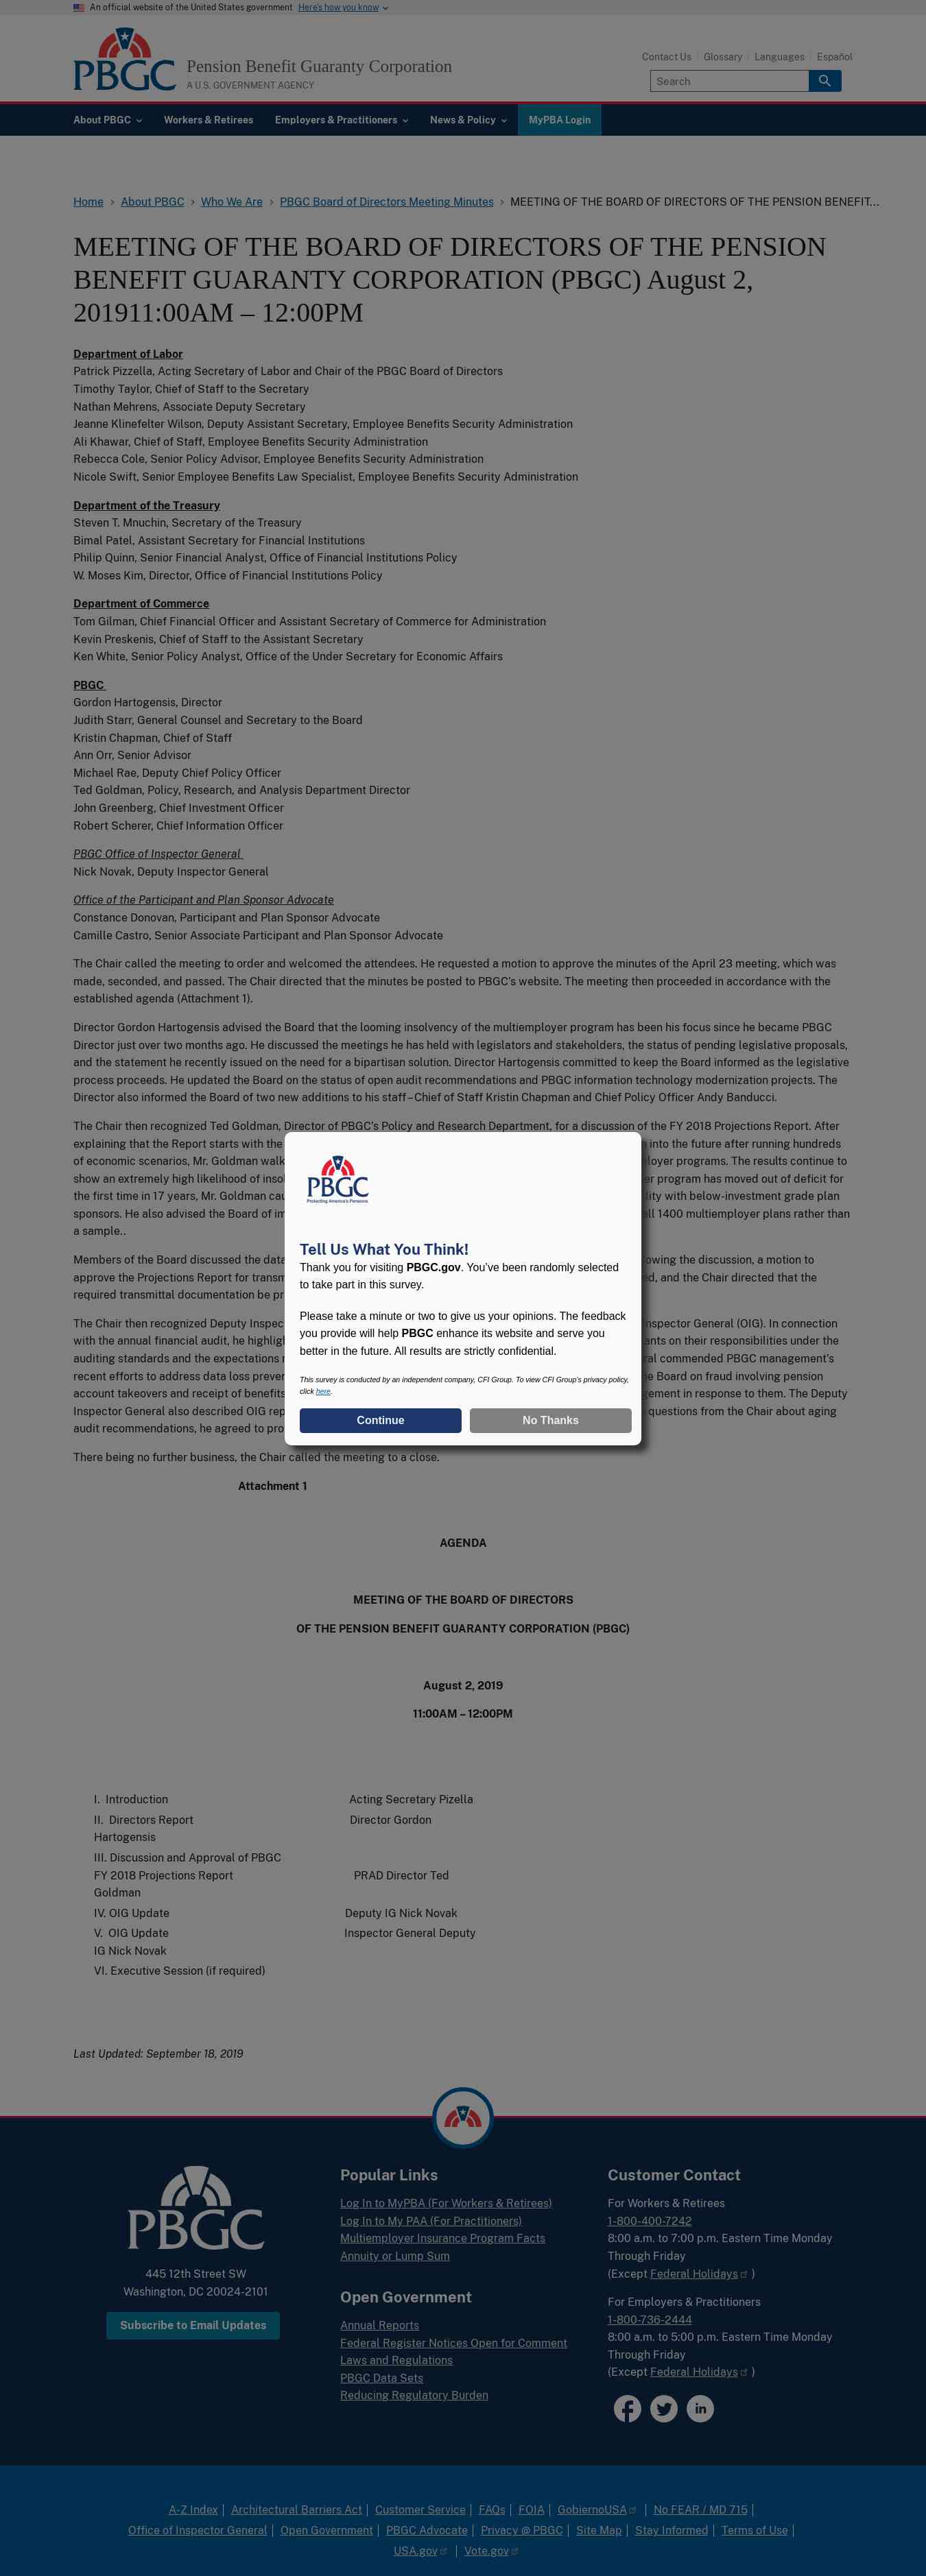 An official website of the United States government Here's how you know
PBGC
Pension Benefit Guaranty Corporation
A U.S. GOVERNMENT AGENCY
Contact Us Glossary Languages Español
Search
About PBGC Workers & Retirees Employers & Practitioners News & Policy MyPBA Login
Home › About PBGC › Who We Are › PBGC Board of Directors Meeting Minutes › MEETING OF THE BOARD OF DIRECTORS OF THE PENSION BENEFIT...
MEETING OF THE BOARD OF DIRECTORS OF THE PENSION
BENEFIT GUARANTY CORPORATION (PBGC) August 2,
201911:00AM – 12:00PM
Department of Labor
Patrick Pizzella, Acting Secretary of Labor and Chair of the PBGC Board of Directors
Timothy Taylor, Chief of Staff to the Secretary
Nathan Mehrens, Associate Deputy Secretary
Jeanne Klinefelter Wilson, Deputy Assistant Secretary, Employee Benefits Security Administration
Ali Khawar, Chief of Staff, Employee Benefits Security Administration
Rebecca Cole, Senior Policy Advisor, Employee Benefits Security Administration
Nicole Swift, Senior Employee Benefits Law Specialist, Employee Benefits Security Administration
Department of the Treasury
Steven T. Mnuchin, Secretary of the Treasury
Bimal Patel, Assistant Secretary for Financial Institutions
Philip Quinn, Senior Financial Analyst, Office of Financial Institutions Policy
W. Moses Kim, Director, Office of Financial Institutions Policy
Department of Commerce
Tom Gilman, Chief Financial Officer and Assistant Secretary of Commerce for Administration
Kevin Preskenis, Chief of Staff to the Assistant Secretary
Ken White, Senior Policy Analyst, Office of the Under Secretary for Economic Affairs
PBGC
Gordon Hartogensis, Director
Judith Starr, General Counsel and Secretary to the Board
Kristin Chapman, Chief of Staff
Ann Orr, Senior Advisor
Michael Rae, Deputy Chief Policy Officer
Ted Goldman, Policy, Research, and Analysis Department Director
John Greenberg, Chief Investment Officer
Robert Scherer, Chief Information Officer
PBGC Office of Inspector General
Nick Novak, Deputy Inspector General
Office of the Participant and Plan Sponsor Advocate
Constance Donovan, Participant and Plan Sponsor Advocate
Camille Castro, Senior Associate Participant and Plan Sponsor Advocate
The Chair called the meeting to order and welcomed the attendees. He requested a motion to approve the minutes of the April 23 meeting, which was
made, seconded, and passed. The Chair directed that the minutes be posted to PBGC's website. The meeting then proceeded in accordance with the
established agenda (Attachment 1).
Director Gordon Hartogensis advised the Board that the looming insolvency of the multiemployer program has been his focus since he became PBGC
Director just over two months ago. He discussed the meetings he has held with legislators and stakeholders, the status of pending legislative proposals,
and the statement he recently issued on the need for a bipartisan solution. Director Hartogensis committed to keep the Board informed as the legislative
process proceeds. He updated the Board on the status of open audit recommendations and PBGC information technology modernization projects. The
Director also informed the Board of two new additions to his staff – Chief of Staff Kristin Chapman and Chief Policy Officer Andy Banducci.
The Chair then recognized Ted Goldman, Director of PBGC's Policy and Research Department, for a discussion of the FY 2018 Projections Report. After
explaining that the Report starts with the into the future after running hundreds
of economic scenarios, Mr. Goldman walk loyer programs. The results continue to
show an extremely high likelihood of insol r program has moved out of deficit for
the first time in 17 years, Mr. Goldman cau lity with below-investment grade plan
sponsors. He also advised the Board of im all 1400 multiemployer plans rather than
a sample..
Members of the Board discussed the data lowing the discussion, a motion to
approve the Projections Report for transm ed, and the Chair directed that the
required transmittal documentation be pr
The Chair then recognized Deputy Inspec nspector General (OIG). In connection
with the annual financial audit, he highlig ants on their responsibilities under the
auditing standards and the expectations ral commended PBGC management's
recent efforts to address data loss preven ation on fraud involving pension
account takeovers and receipt of benefits gement in response to them. The Deputy
Inspector General also described OIG rep questions from the Chair about aging
audit recommendations, he agreed to pro
There being no further business, the Chair called the meeting to a close.
PBGC
Protecting America's Pensions
Tell Us What You Think!
Thank you for visiting PBGC.gov. You've been randomly selected
to take part in this survey.
Please take a minute or two to give us your opinions. The feedback
you provide will help PBGC enhance its website and serve you
better in the future. All results are strictly confidential.
This survey is conducted by an independent company, CFI Group. To view CFI Group's privacy policy,
click here.
Continue No Thanks
Attachment 1
AGENDA
MEETING OF THE BOARD OF DIRECTORS
OF THE PENSION BENEFIT GUARANTY CORPORATION (PBGC)
August 2, 2019
11:00AM – 12:00PM
I. Introduction Acting Secretary Pizella
II. Directors Report Director Gordon
Hartogensis
III. Discussion and Approval of PBGC
FY 2018 Projections Report PRAD Director Ted
Goldman
IV. OIG Update Deputy IG Nick Novak
V. OIG Update Inspector General Deputy
IG Nick Novak
VI. Executive Session (if required)
Last Updated: September 18, 2019
PBGC
445 12th Street SW
Washington, DC 20024-2101
Subscribe to Email Updates
Popular Links
Log In to MyPBA (For Workers & Retirees)
Log In to My PAA (For Practitioners)
Multiemployer Insurance Program Facts
Annuity or Lump Sum
Open Government
Annual Reports
Federal Register Notices Open for Comment
Laws and Regulations
PBGC Data Sets
Reducing Regulatory Burden
Customer Contact
For Workers & Retirees
1-800-400-7242
8:00 a.m. to 7:00 p.m. Eastern Time Monday
Through Friday
(Except Federal Holidays )
For Employers & Practitioners
1-800-736-2444
8:00 a.m. to 5:00 p.m. Eastern Time Monday
Through Friday
(Except Federal Holidays )
A-Z Index | Architectural Barriers Act | Customer Service | FAQs | FOIA | GobiernoUSA | No FEAR / MD 715 |
Office of Inspector General | Open Government | PBGC Advocate | Privacy @ PBGC | Site Map | Stay Informed | Terms of Use |
USA.gov | Vote.gov